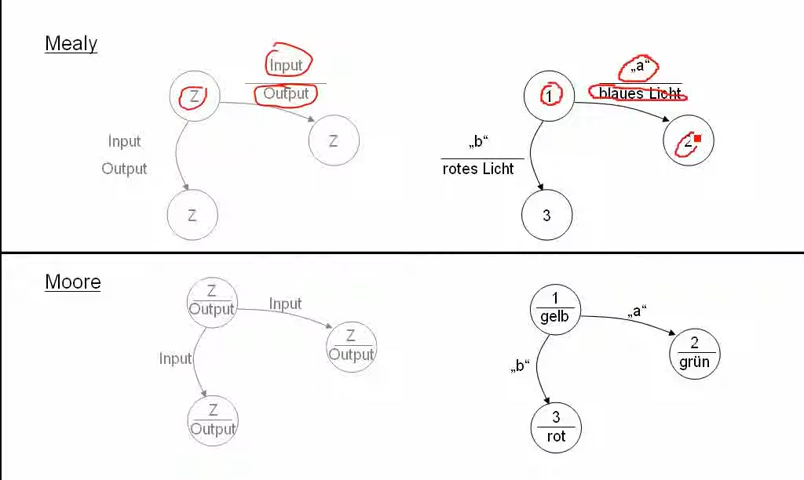 Mealy
Input
Output
Z
Z
Input
Output
Z
„a“
blaues Licht
1
2
„b“
rotes Licht
3
Moore
Z
Output
Input
Z
Output
Input
Z
Output
1
gelb
„a“
2
grün
„b“
3
rot